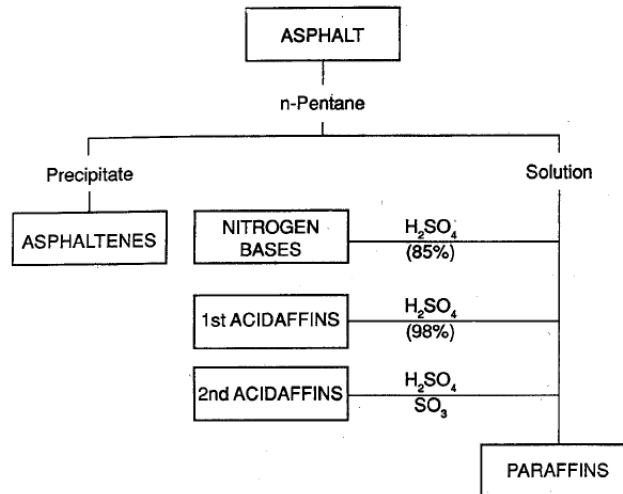 ASPHALT
n-Pentane
Precipitate
Solution
ASPHALTENES
NITROGEN
BASES
H₂SO₄
(85%)
1st ACIDAFFINS
H₂SO₄
(98%)
2nd ACIDAFFINS
H₂SO₄
SO₃
PARAFFINS